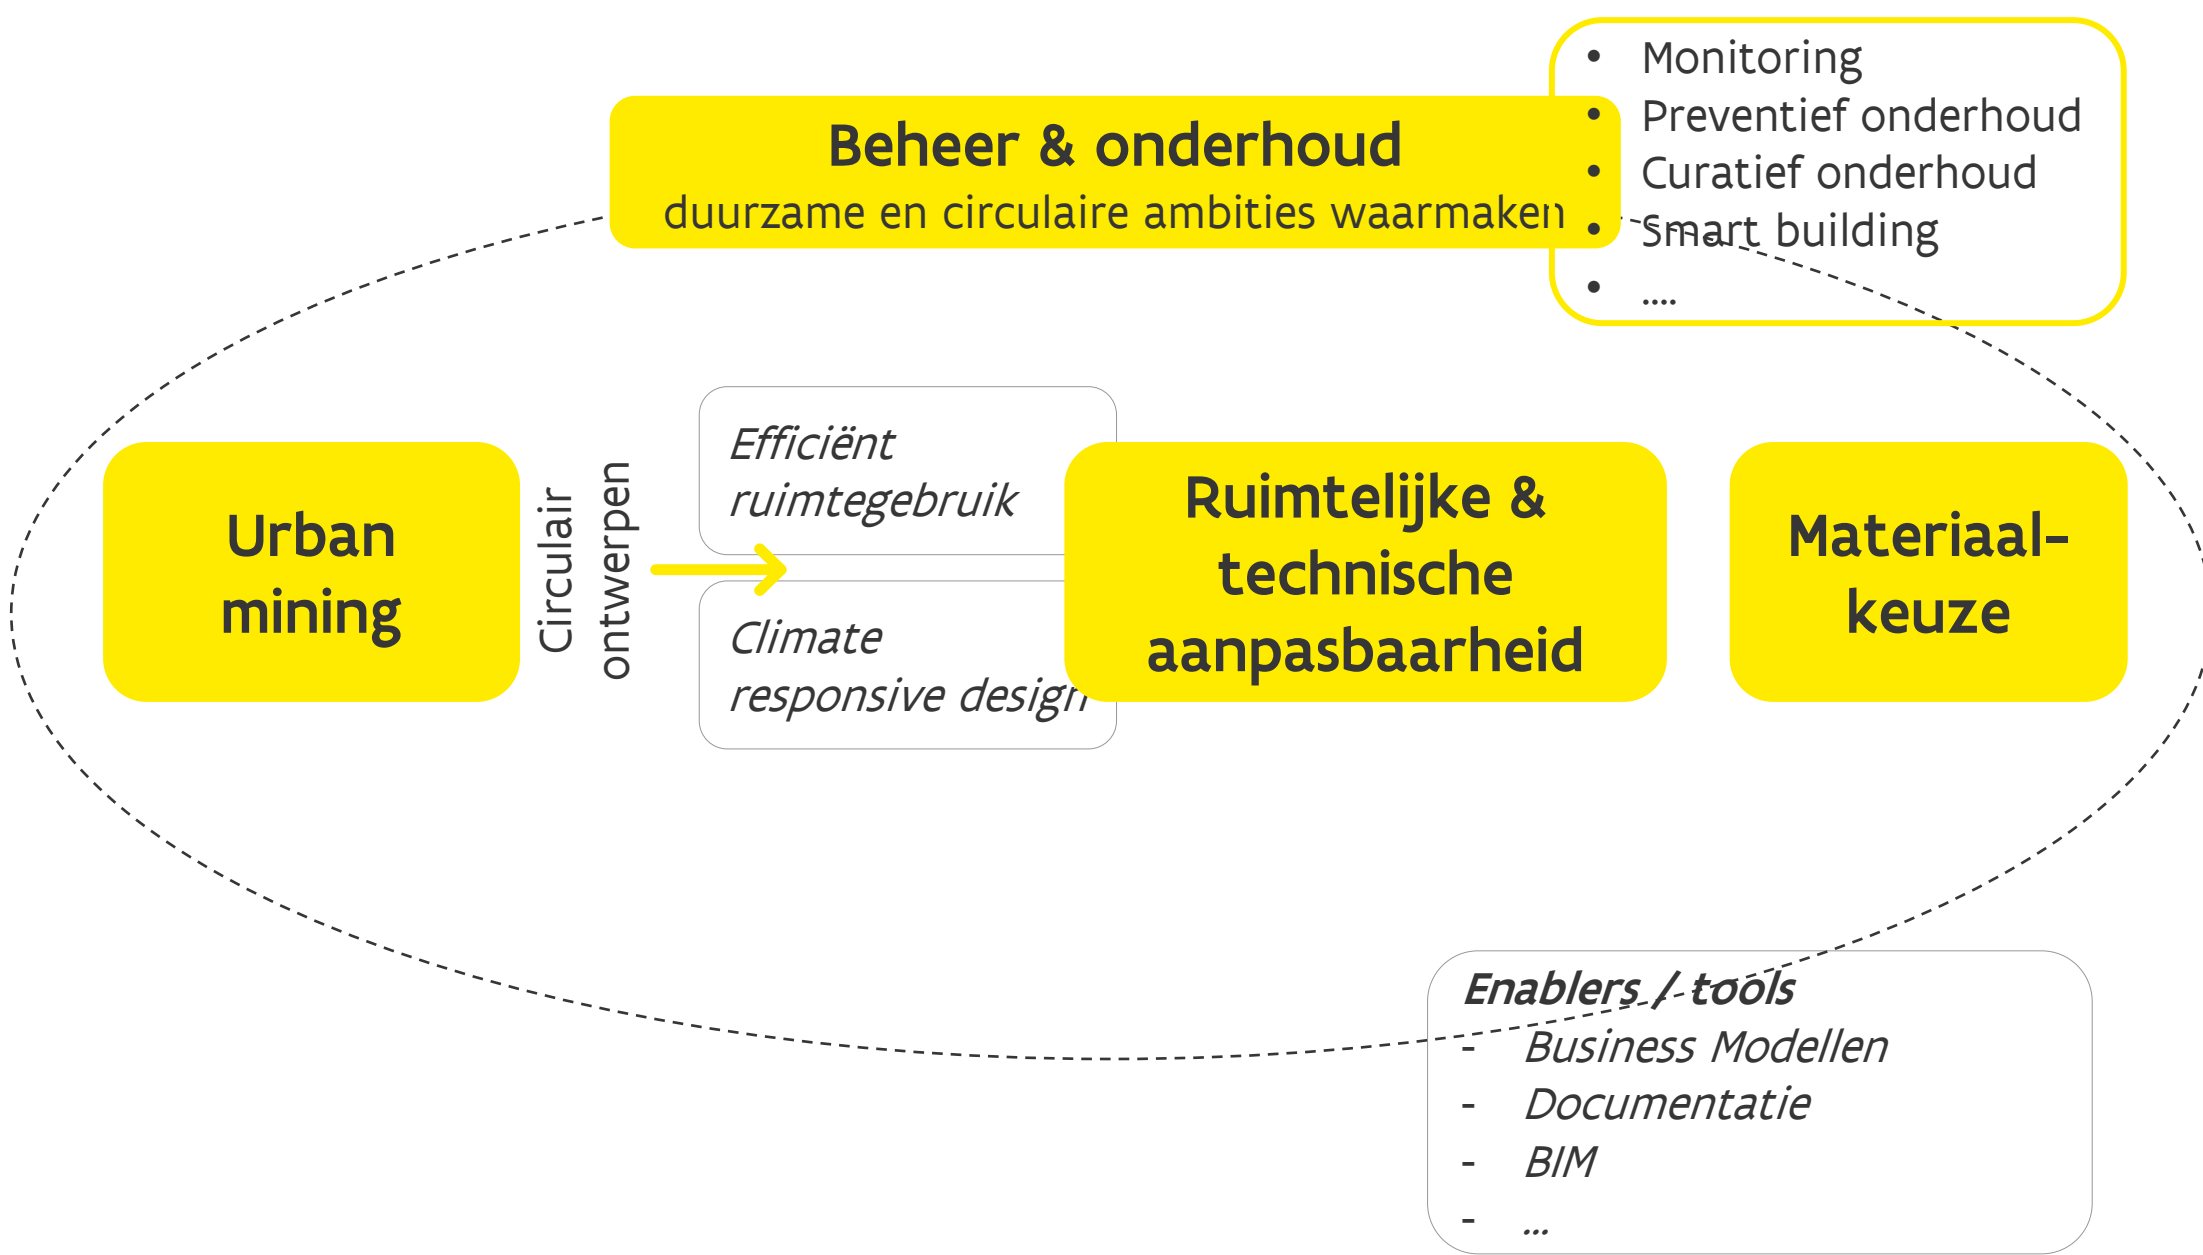 • Monitoring
• Preventief onderhoud
• Curatief onderhoud
• Smart building
• ....
Beheer & onderhoud
duurzame en circulaire ambities waarmaken
Urban
mining
Circulair
ontwerpen
Efficiënt
ruimtegebruik
Climate
responsive design
Ruimtelijke &
technische
aanpasbaarheid
Materiaal-
keuze
Enablers / tools
- Business Modellen
- Documentatie
- BIM
- ...